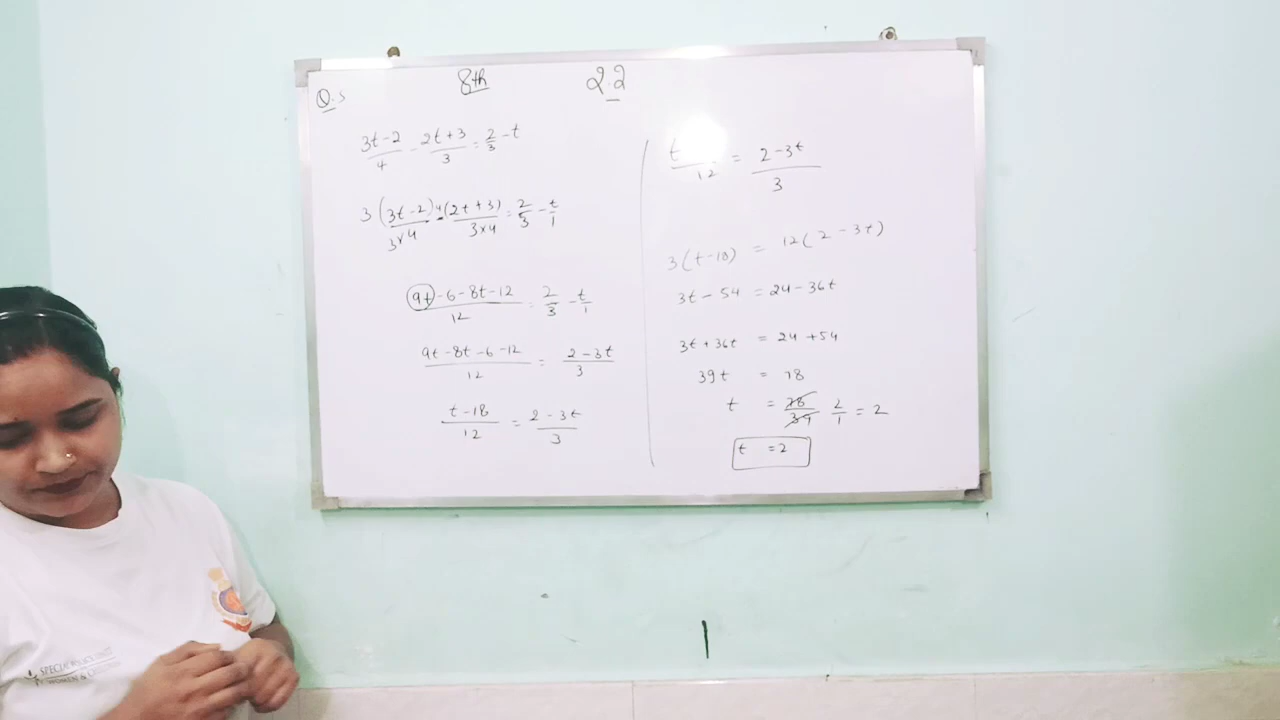 8th 2.2
Q.5
3t-2/4 - 2t+3/3 = 2/3 - t
3(3t-2)/3×4 - 4(2t+3)/3×4 = 2/3 - t/1
9t-6-8t-12/12 = 2/3 - t/1
9t-8t-6-12/12 = 2-3t/3
t-18/12 = 2-3t/3
t /12 = 2-3t/3
3(t-18) = 12(2-3t)
3t-54 = 24-36t
3t+36t = 24+54
39t = 78
t = 78/39 2/1 = 2
t = 2
WOMEN & CHILDREN